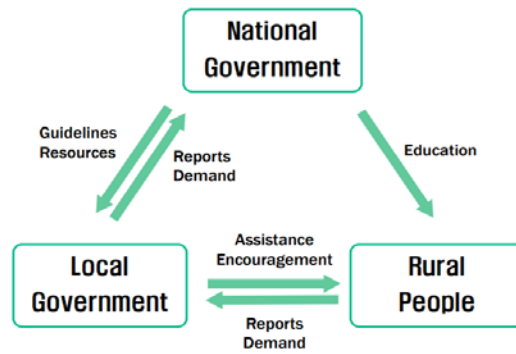 National
Government
Guidelines
Resources
Reports
Demand
Education
Local
Government
Assistance
Encouragement
Reports
Demand
Rural
People